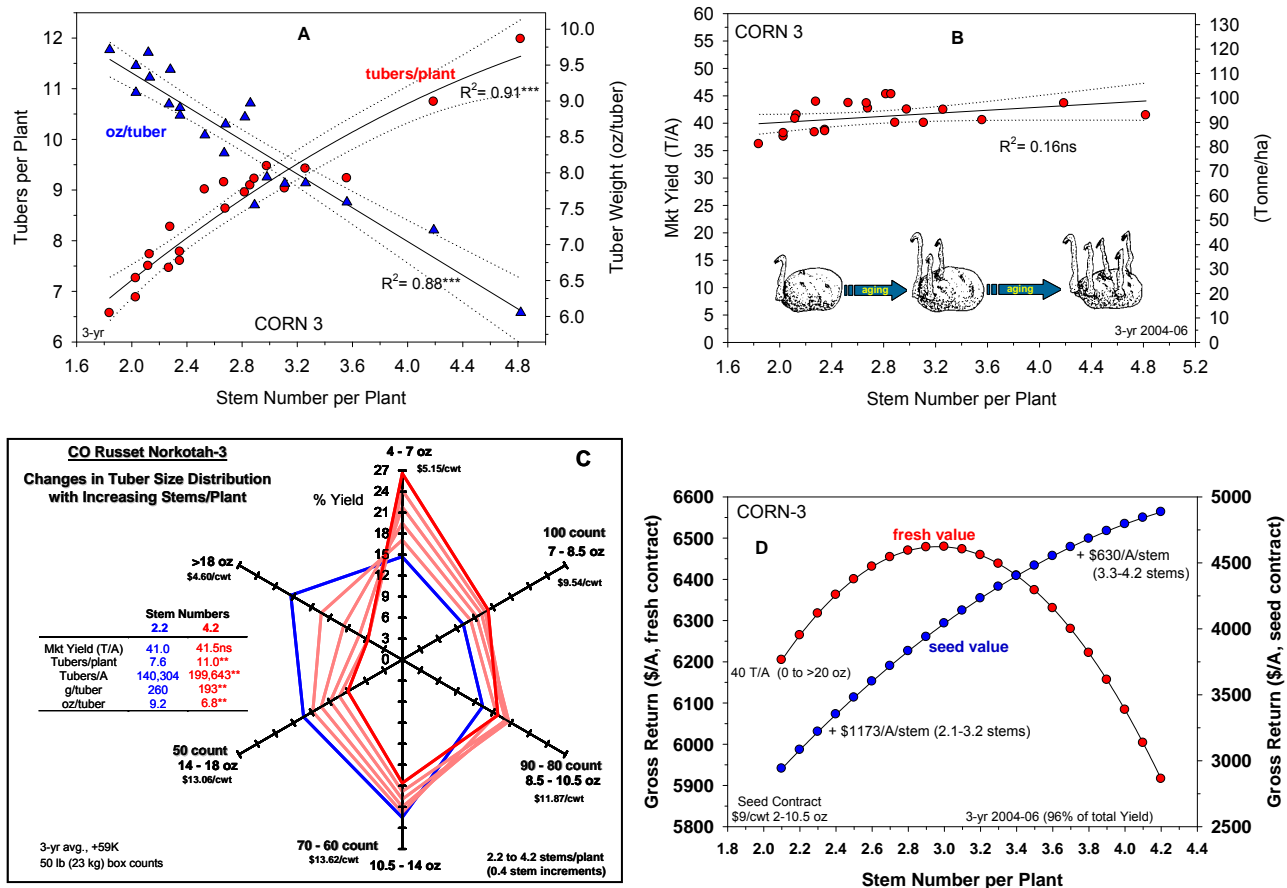 A
tubers/plant
R²= 0.91***
oz/tuber
R²= 0.88***
3-yr
CORN 3
Tubers per Plant
12
11
10
9
8
7
6
Tuber Weight (oz/tuber)
10.0
9.5
9.0
8.5
8.0
7.5
7.0
6.5
6.0
1.8 2.4 3.0 3.6 4.2 4.8
Stem Number per Plant
CORN 3
B
R²= 0.16ns
aging
aging
3-yr 2004-06
Mkt Yield (T/A)
60
55
50
45
40
35
30
25
20
15
10
5
0
(Tonne/ha)
130
120
110
100
90
80
70
60
50
40
30
20
10
0
1.6 2.0 2.4 2.8 3.2 3.6 4.0 4.4 4.8 5.2
Stem Number per Plant
CO Russet Norkotah-3
Changes in Tuber Size Distribution
with Increasing Stems/Plant
C
4 - 7 oz
$5.15/cwt
% Yield
27
24
21
18
15
12
9
6
3
0
100 count
7 - 8.5 oz
$9.54/cwt
>18 oz
$4.60/cwt
Stem Numbers
2.2 4.2
Mkt Yield (T/A) 41.0 41.5ns
Tubers/plant 7.6 11.0**
Tubers/A 140,304 199,643**
g/tuber 260 193**
oz/tuber 9.2 6.8**
50 count
14 - 18 oz
$13.06/cwt
90 - 80 count
8.5 - 10.5 oz
$11.87/cwt
70 - 60 count
$13.62/cwt
10.5 - 14 oz
3-yr avg., +59K
50 lb (23 kg) box counts
2.2 to 4.2 stems/plant
(0.4 stem increments)
CORN-3
D
fresh value
+ $630/A/stem
(3.3-4.2 stems)
seed value
40 T/A (0 to >20 oz)
+ $1173/A/stem (2.1-3.2 stems)
Seed Contract
$9/cwt 2-10.5 oz
3-yr 2004-06 (96% of total Yield)
Gross Return ($/A, fresh contract)
6600
6500
6400
6300
6200
6100
6000
5900
5800
Gross Return ($/A, seed contract)
5000
4500
4000
3500
3000
2500
1.8 2.0 2.2 2.4 2.6 2.8 3.0 3.2 3.4 3.6 3.8 4.0 4.2 4.4
Stem Number per Plant